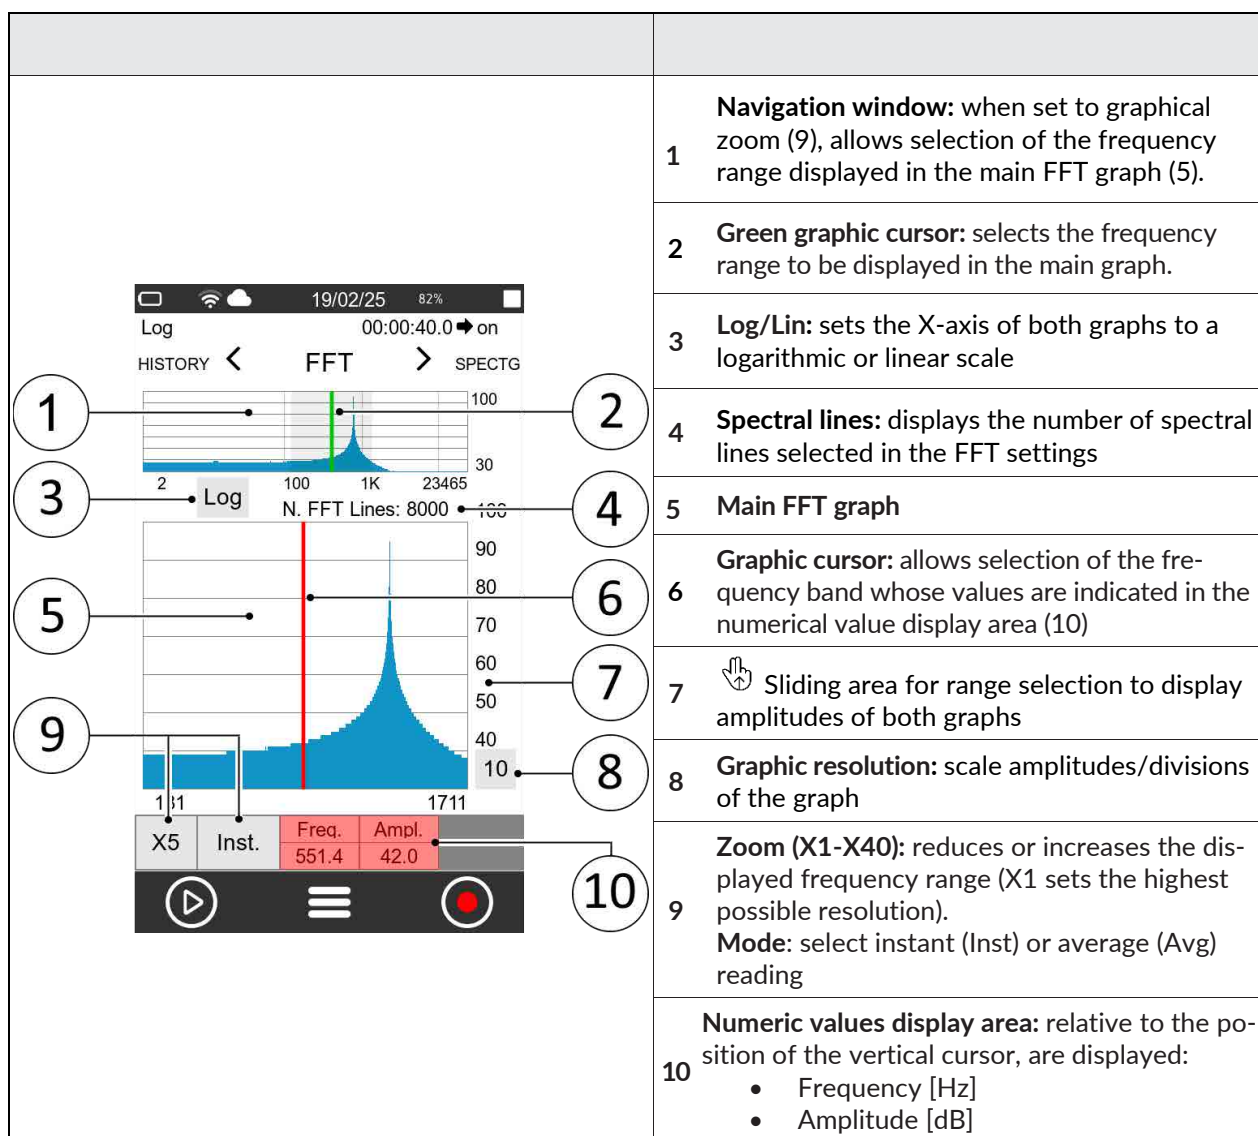 19/02/25 82%
Log 00:00:40.0 on
HISTORY < FFT > SPECTG
1
2
100
30
2 100 1K 23465
3
Log
N. FFT Lines: 8000
100
4
90
80
70
60
50
40
5
6
7
9
10
8
181 1711
X5 Inst. Freq. Ampl.
551.4 42.0
10
1 Navigation window: when set to graphical
zoom (9), allows selection of the frequency
range displayed in the main FFT graph (5).
2 Green graphic cursor: selects the frequency
range to be displayed in the main graph.
3 Log/Lin: sets the X-axis of both graphs to a
logarithmic or linear scale
4 Spectral lines: displays the number of spectral
lines selected in the FFT settings
5 Main FFT graph
6 Graphic cursor: allows selection of the fre-
quency band whose values are indicated in the
numerical value display area (10)
7 Sliding area for range selection to display
amplitudes of both graphs
8 Graphic resolution: scale amplitudes/divisions
of the graph
9 Zoom (X1-X40): reduces or increases the dis-
played frequency range (X1 sets the highest
possible resolution).
Mode: select instant (Inst) or average (Avg)
reading
10 Numeric values display area: relative to the po-
sition of the vertical cursor, are displayed:
• Frequency [Hz]
• Amplitude [dB]